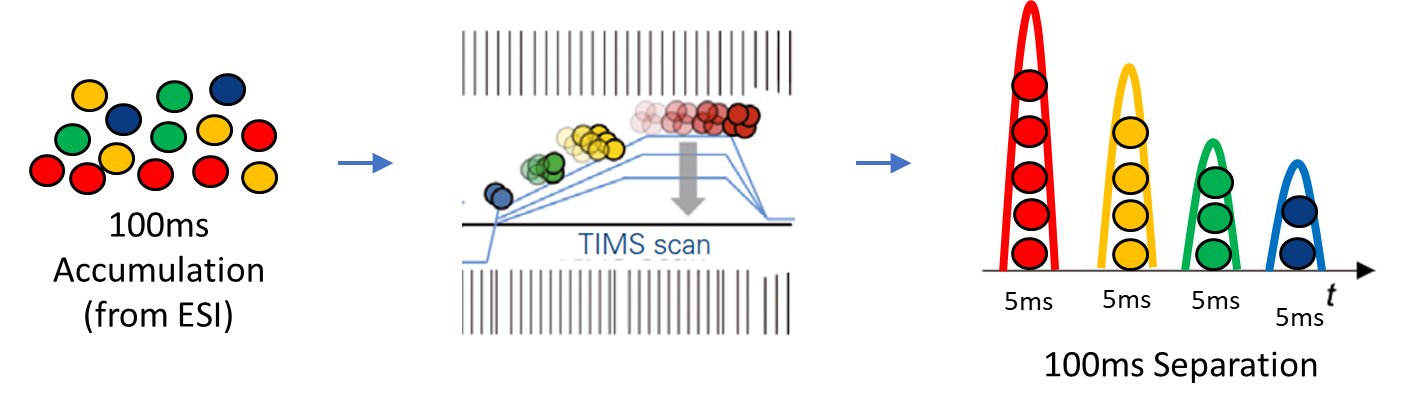 100ms
Accumulation
(from ESI)
TIMS scan
5ms
5ms
5ms
5ms
t
100ms Separation